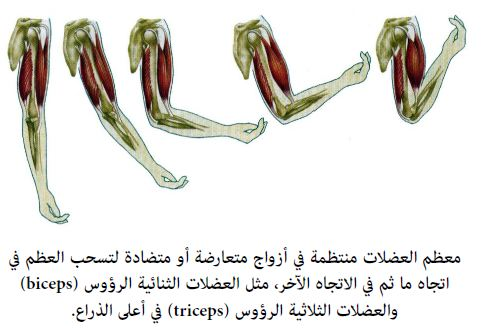 معظم العضلات منتظمة في أزواج متعارضة أو متضادة لتسحب العظم في
اتجاه ما ثم في الاتجاه الآخر، مثل العضلات الثنائية الرؤوس (biceps)
والعضلات الثلاثية الرؤوس (triceps) في أعلى الذراع.